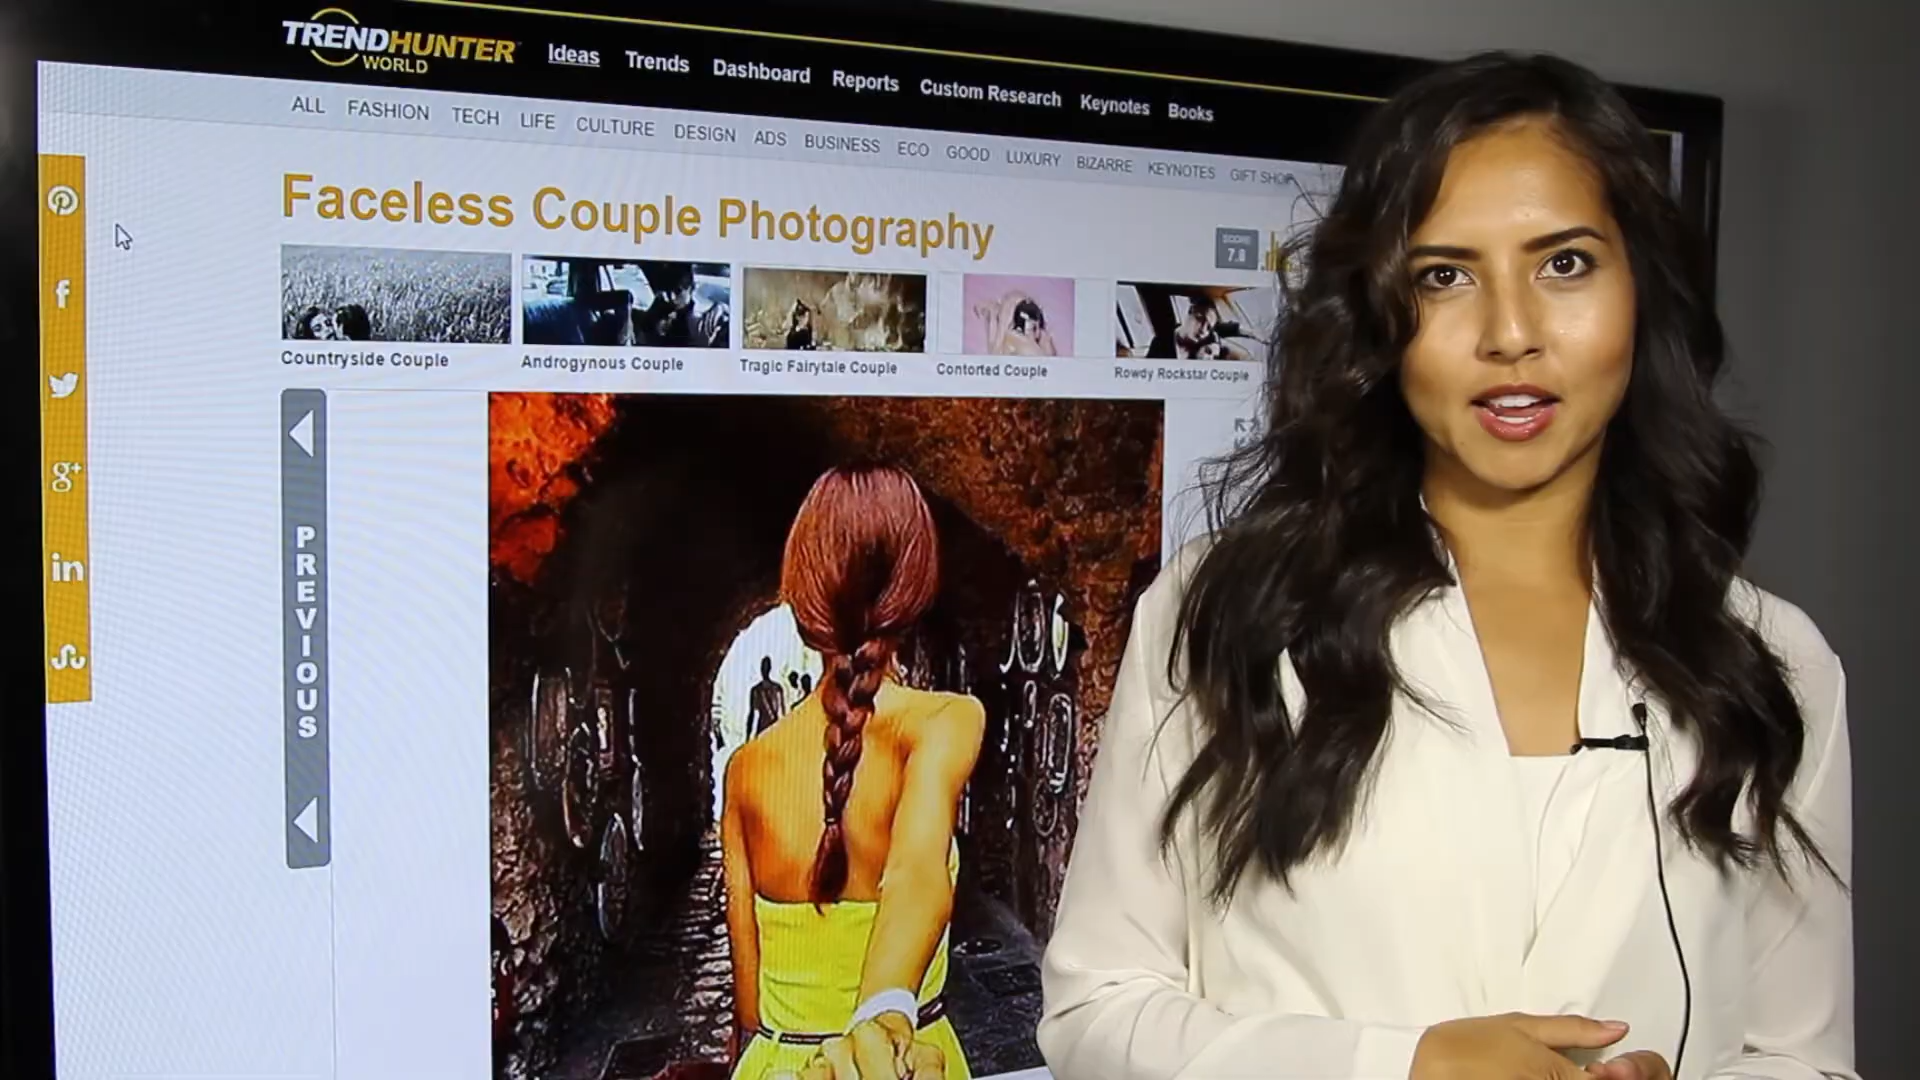 TRENDHUNTER
WORLD
Ideas Trends Dashboard Reports Custom Research Keynotes Books
ALL FASHION TECH LIFE CULTURE DESIGN ADS BUSINESS ECO GOOD LUXURY BIZARRE KEYNOTES GIFT SHOP
Faceless Couple Photography
SCORE
7.8
Countryside Couple
Androgynous Couple
Tragic Fairytale Couple
Contorted Couple
Rowdy Rockstar Couple
f
g+
in
PREVIOUS